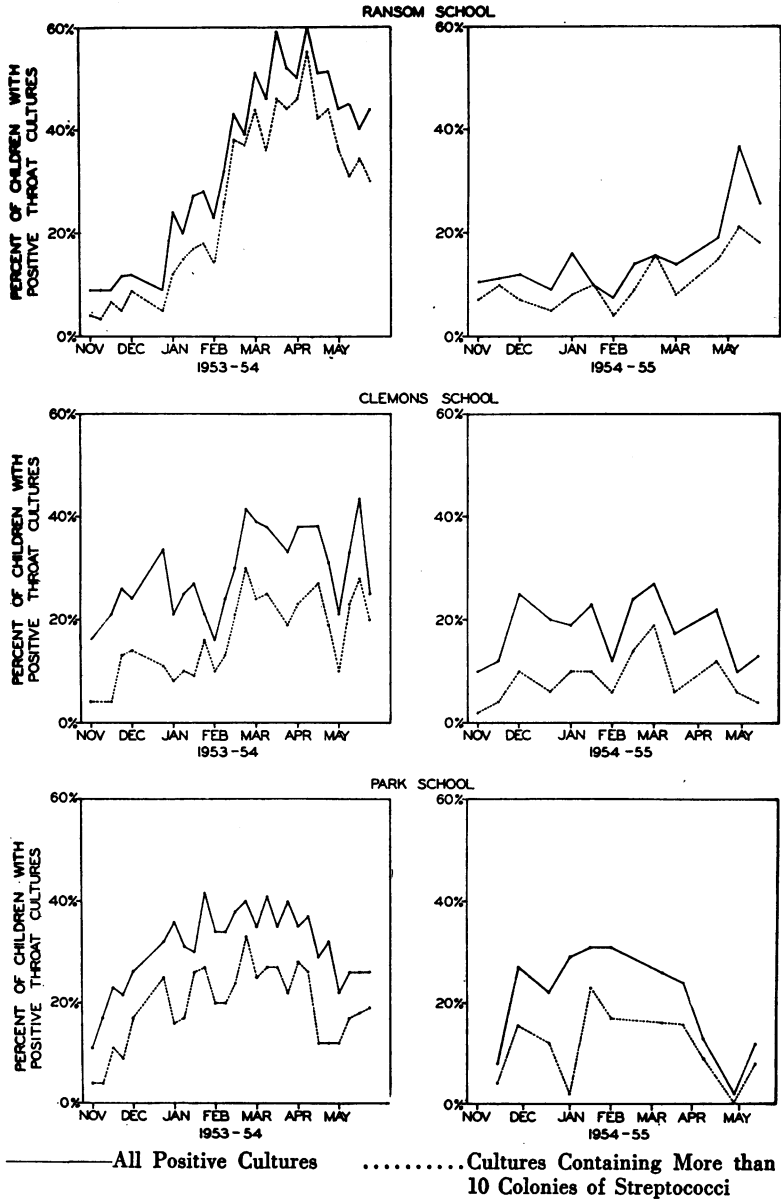 RANSOM SCHOOL
PERCENT OF CHILDREN WITH
POSITIVE THROAT CULTURES
60%
40%
20%
0%
NOV DEC JAN FEB MAR APR MAY
1953-54
60%
40%
20%
0%
NOV DEC JAN FEB MAR MAY
1954-55
CLEMONS SCHOOL
PERCENT OF CHILDREN WITH
POSITIVE THROAT CULTURES
60%
40%
20%
0%
NOV DEC JAN FEB MAR APR MAY
1953-54
60%
40%
20%
0%
NOV DEC JAN FEB MAR APR MAY
1954-55
PARK SCHOOL
PERCENT OF CHILDREN WITH
POSITIVE THROAT CULTURES
60%
40%
20%
0%
NOV DEC JAN FEB MAR APR MAY
1953-54
60%
40%
20%
0%
NOV DEC JAN FEB MAR APR MAY
1954-55
All Positive Cultures
Cultures Containing More than
10 Colonies of Streptococci